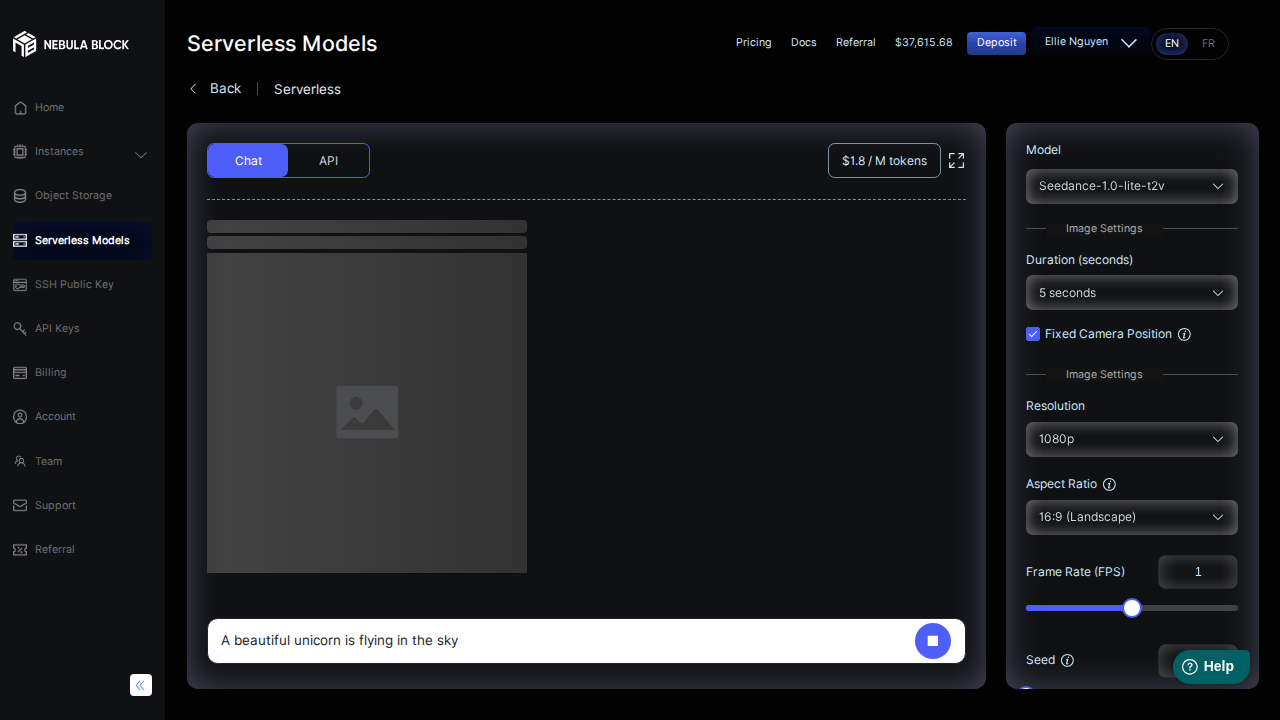 NEBULA BLOCK
Serverless Models
Pricing
Docs
Referral
$37,615.68
Deposit
Ellie Nguyen
EN
FR
Back
Serverless
Home
Instances
Object Storage
Serverless Models
SSH Public Key
API Keys
Billing
Account
Team
Support
Referral
Chat
API
$1.8 / M tokens
A beautiful unicorn is flying in the sky
Model
Seedance-1.0-lite-t2v
Image Settings
Duration (seconds)
5 seconds
Fixed Camera Position
Image Settings
Resolution
1080p
Aspect Ratio
16:9 (Landscape)
Frame Rate (FPS)
1
Seed
Help